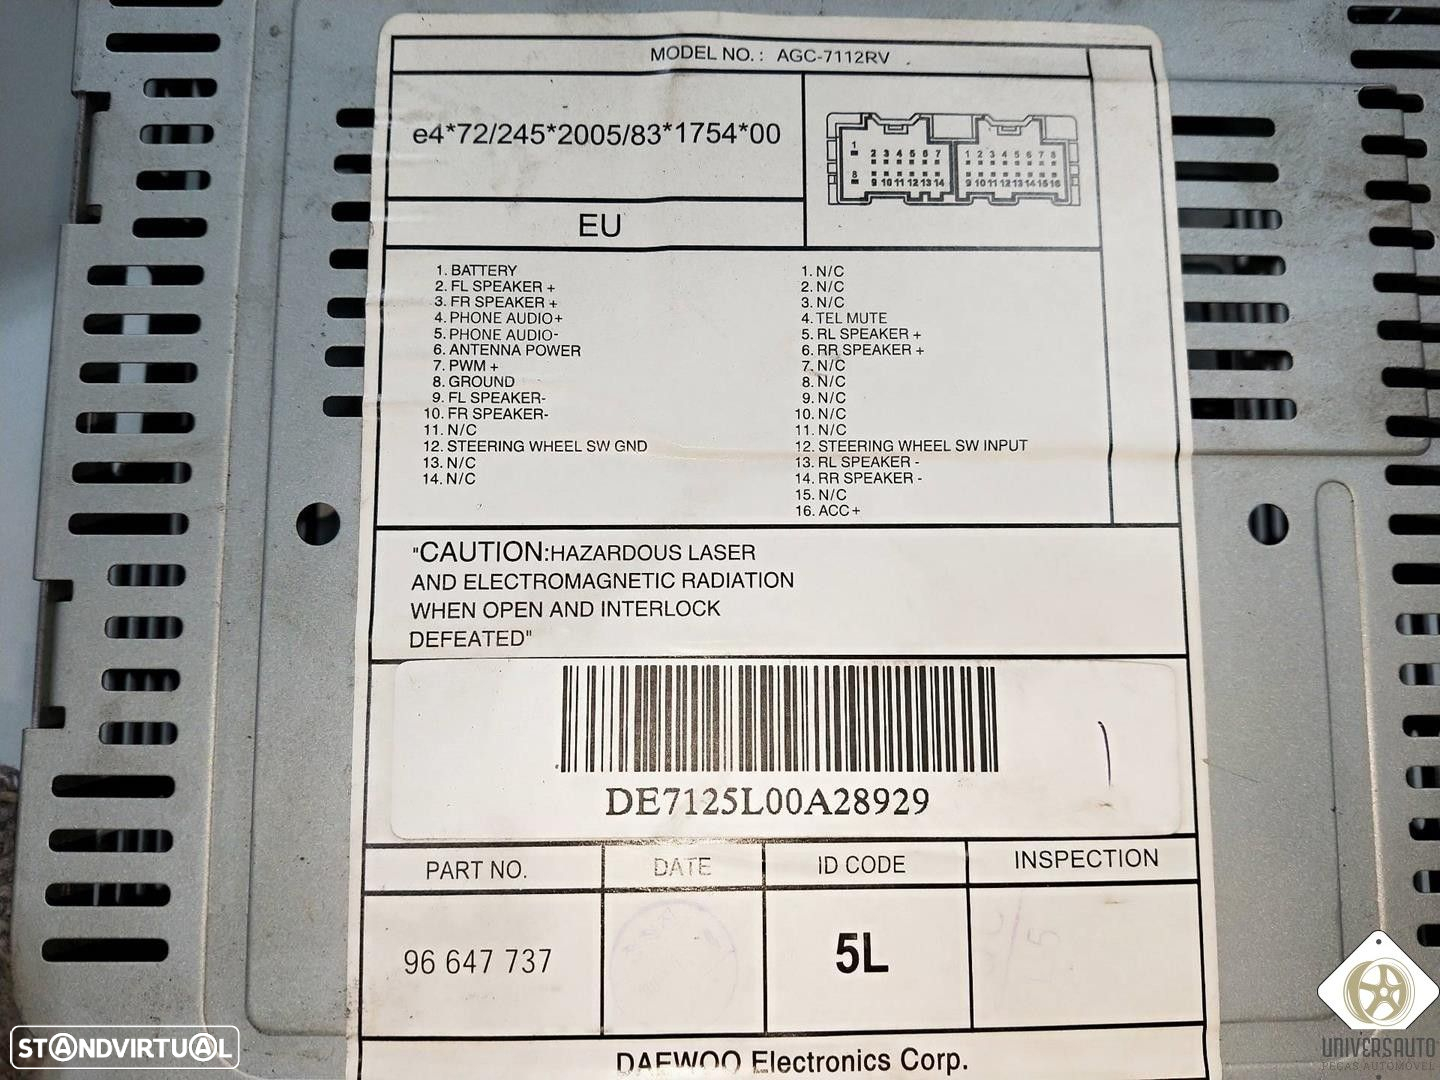 MODEL NO.: AGC-7112RV
e4*72/245*2005/83*1754*00
EU
1 2 3 4 5 6 7
8 9 10 11 12 13 14
1 2 3 4 5 6 7 8
9 10 11 12 13 14 15 16
1. BATTERY
2. FL SPEAKER +
3. FR SPEAKER +
4. PHONE AUDIO+
5. PHONE AUDIO-
6. ANTENNA POWER
7. PWM +
8. GROUND
9. FL SPEAKER-
10. FR SPEAKER-
11. N/C
12. STEERING WHEEL SW GND
13. N/C
14. N/C
1. N/C
2. N/C
3. N/C
4. TEL MUTE
5. RL SPEAKER +
6. RR SPEAKER +
7. N/C
8. N/C
9. N/C
10. N/C
11. N/C
12. STEERING WHEEL SW INPUT
13. RL SPEAKER -
14. RR SPEAKER -
15. N/C
16. ACC +
"CAUTION:HAZARDOUS LASER
AND ELECTROMAGNETIC RADIATION
WHEN OPEN AND INTERLOCK
DEFEATED"
DE7125L00A28929
PART NO. DATE ID CODE INSPECTION
96 647 737 5L
DAEWOO Electronics Corp.
STANDVIRTUAL
UNIVERSAUTO
PEÇAS AUTOMÓVEL